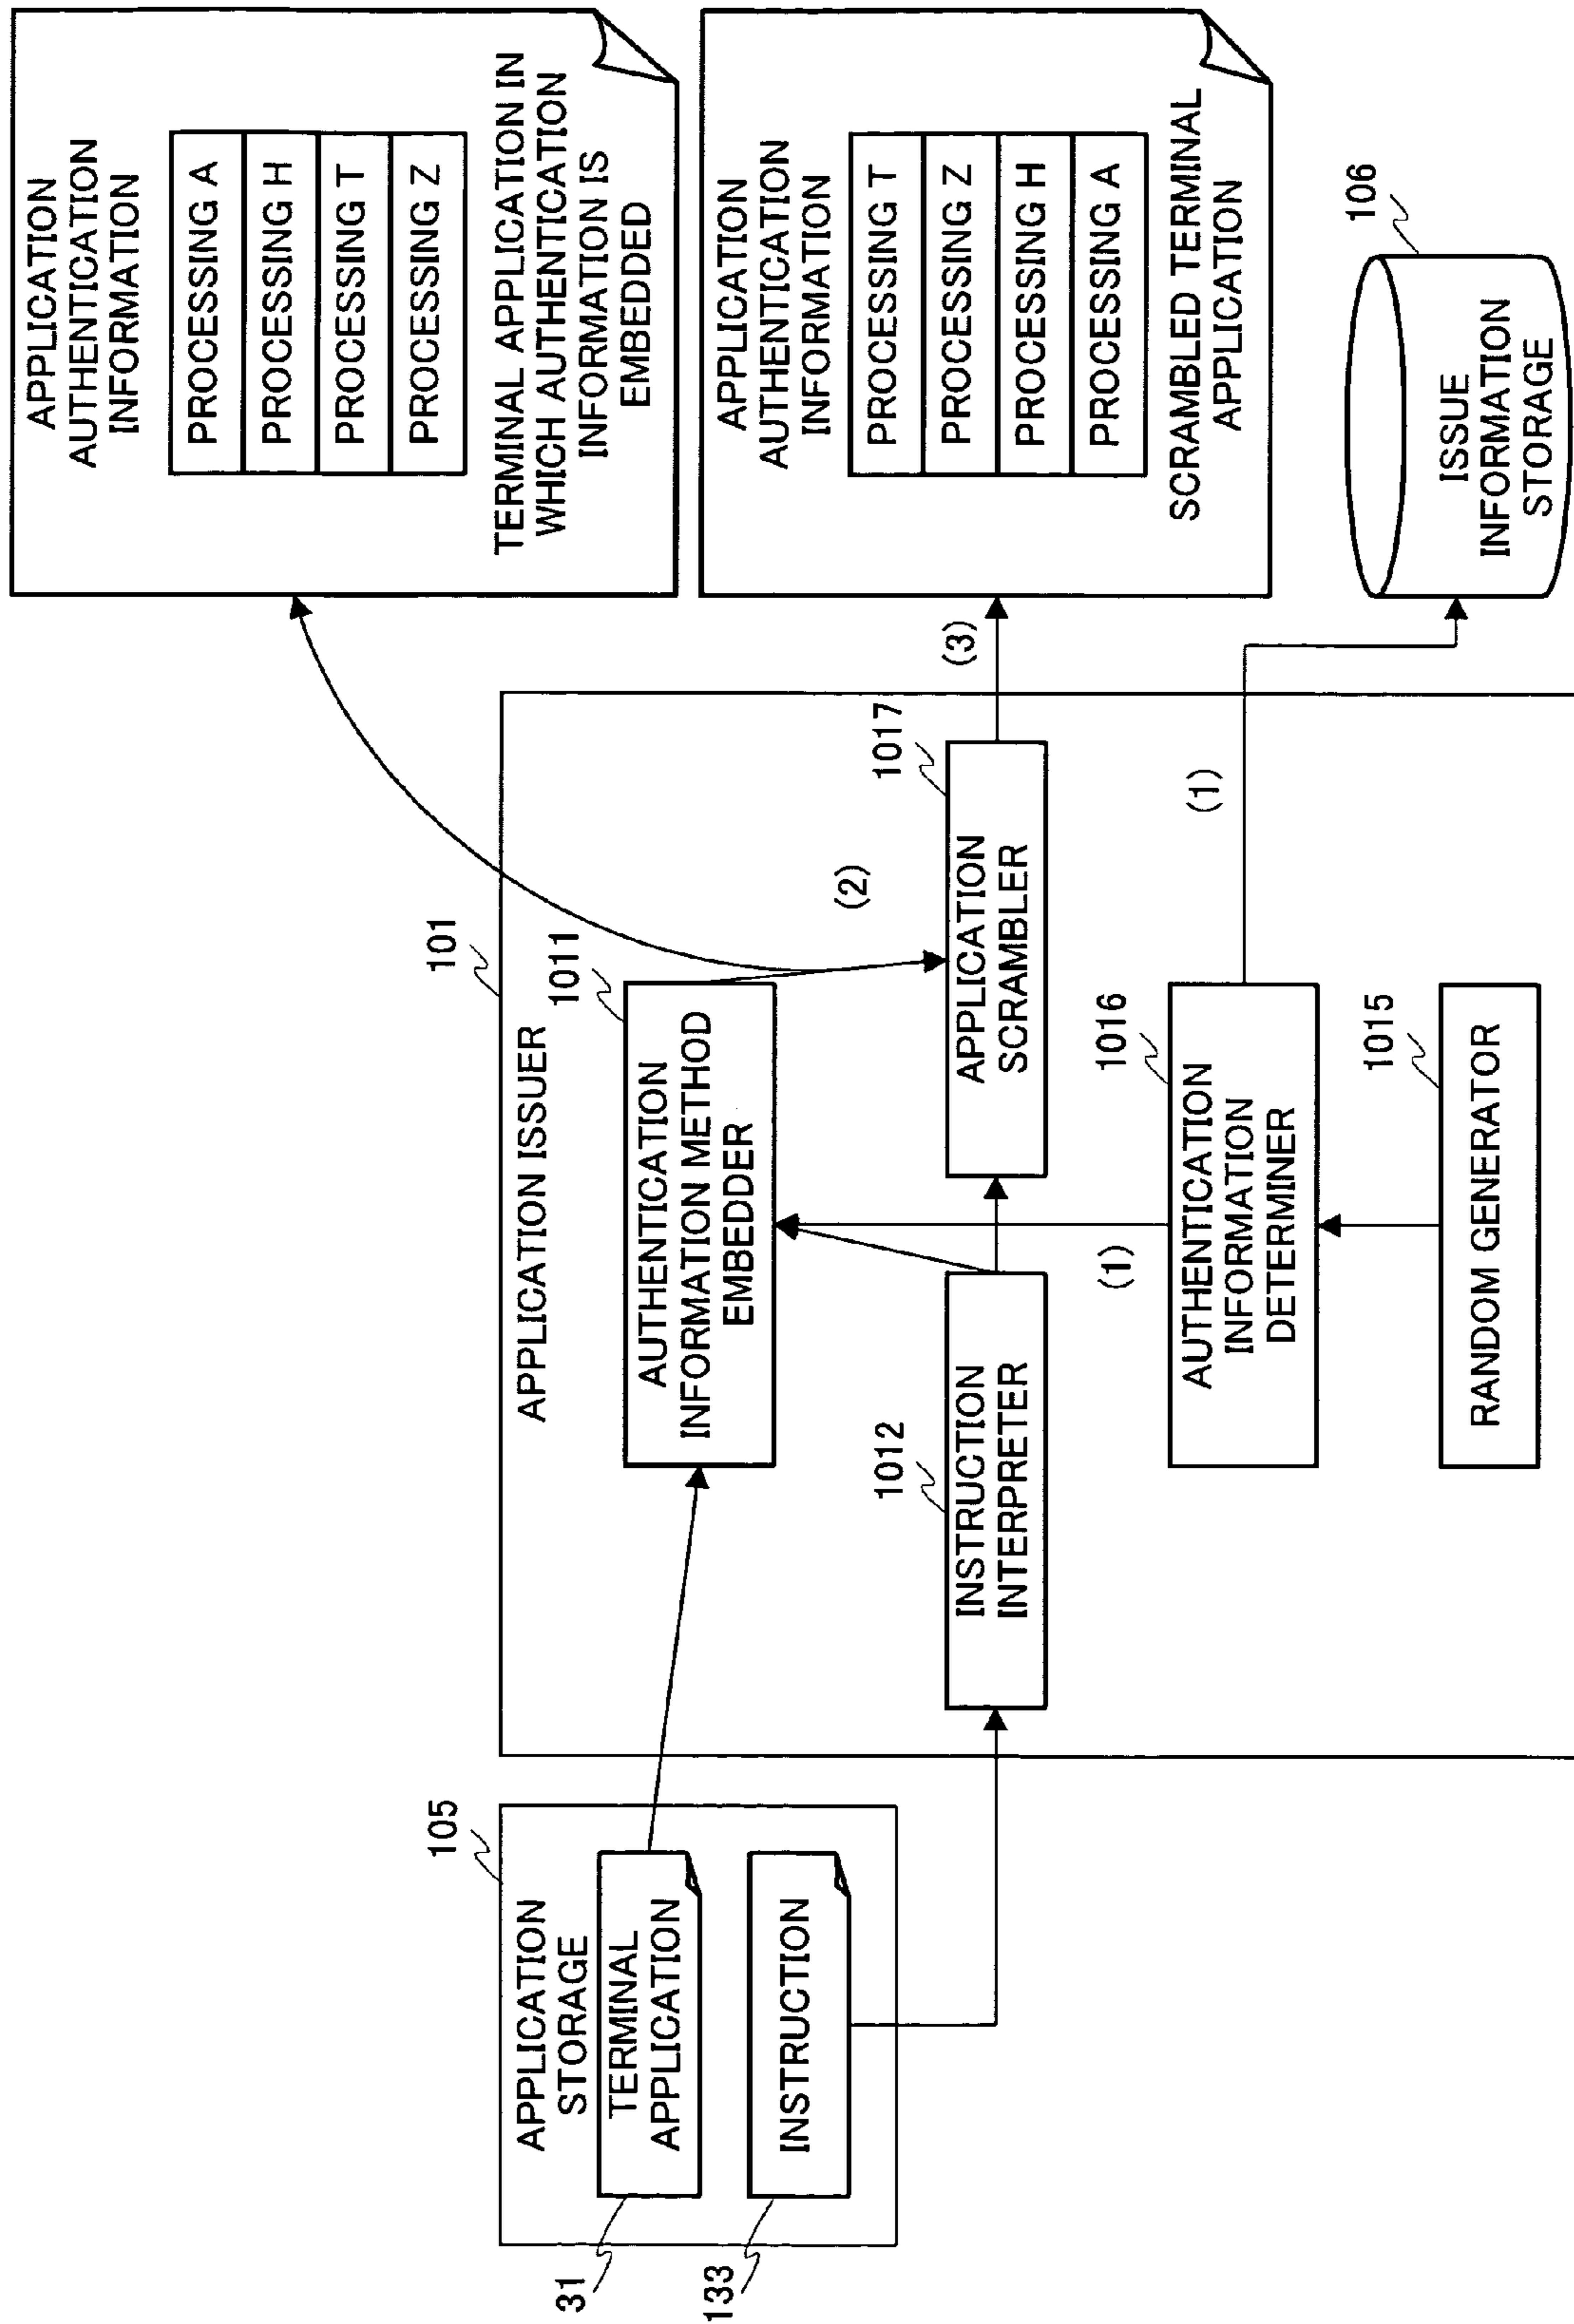 105
APPLICATION
STORAGE
TERMINAL
APPLICATION
31
INSTRUCTION
133
101
APPLICATION ISSUER
1011
AUTHENTICATION
INFORMATION METHOD
EMBEDDER
1012
INSTRUCTION
INTERPRETER
(2)
1017
APPLICATION
SCRAMBLER
(3)
(1)
1016
AUTHENTICATION
INFORMATION
DETERMINER
(1)
1015
RANDOM GENERATOR
APPLICATION
AUTHENTICATION
INFORMATION
PROCESSING A
PROCESSING H
PROCESSING T
PROCESSING Z
TERMINAL APPLICATION IN
WHICH AUTHENTICATION
INFORMATION IS
EMBEDDED
APPLICATION
AUTHENTICATION
INFORMATION
PROCESSING T
PROCESSING Z
PROCESSING H
PROCESSING A
SCRAMBLED TERMINAL
APPLICATION
106
ISSUE
INFORMATION
STORAGE